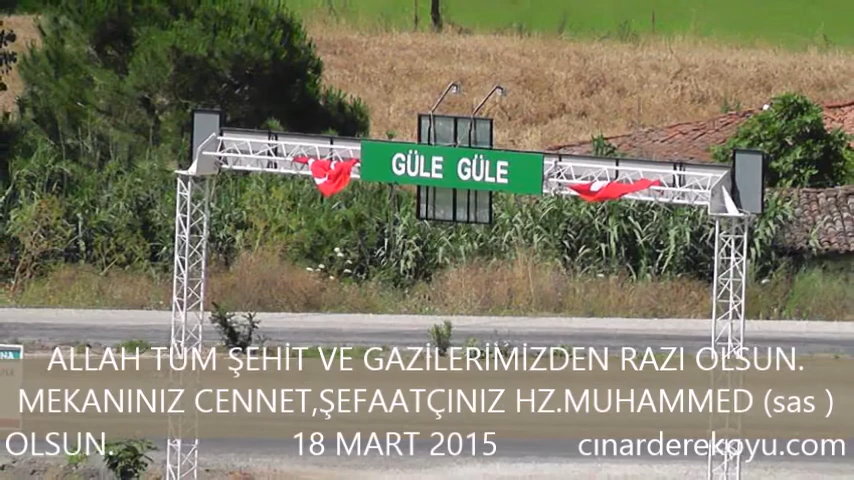 GÜLE GÜLE
ALLAH TÜM ŞEHİT VE GAZİLERİMİZDEN RAZI OLSUN.
MEKANINIZ CENNET,ŞEFAATÇINIZ HZ.MUHAMMED (sas )
OLSUN. 18 MART 2015 cınarderekoyu.com